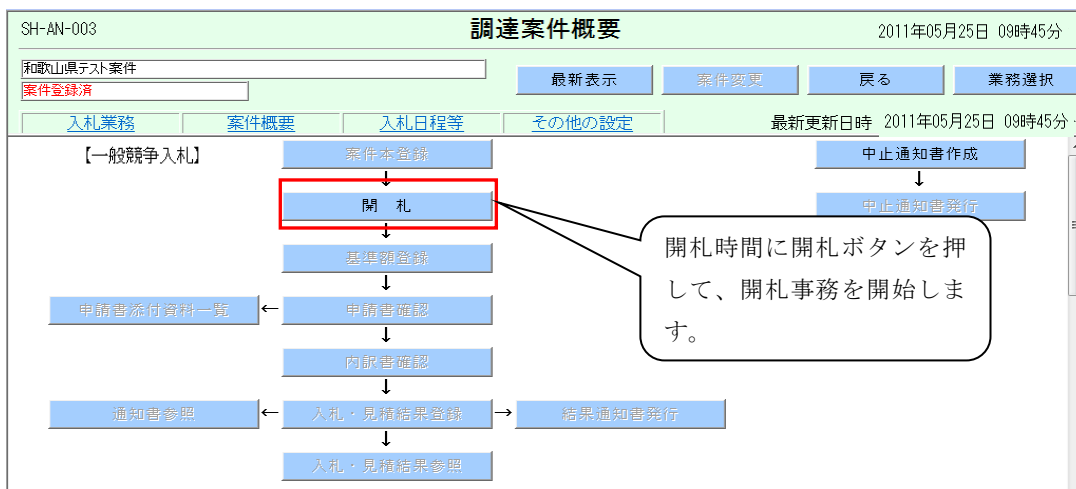 SH-AN-003
調達案件概要
2011年05月25日 09時45分
和歌山県テスト案件
案件登録済
最新表示
案件変更
戻る
業務選択
入札業務
案件概要
入札日程等
その他の設定
最新更新日時 2011年05月25日 09時45分
【一般競争入札】
案件本登録
中止通知書作成
↓
↓
開 札
中止通知書発行
↓
開札時間に開札ボタンを押
して、開札事務を開始しま
す。
基準額登録
↓
申請書添付資料一覧
←
申請書確認
↓
内訳書確認
↓
通知書参照
←
入札・見積結果登録
→
結果通知書発行
↓
入札・見積結果参照